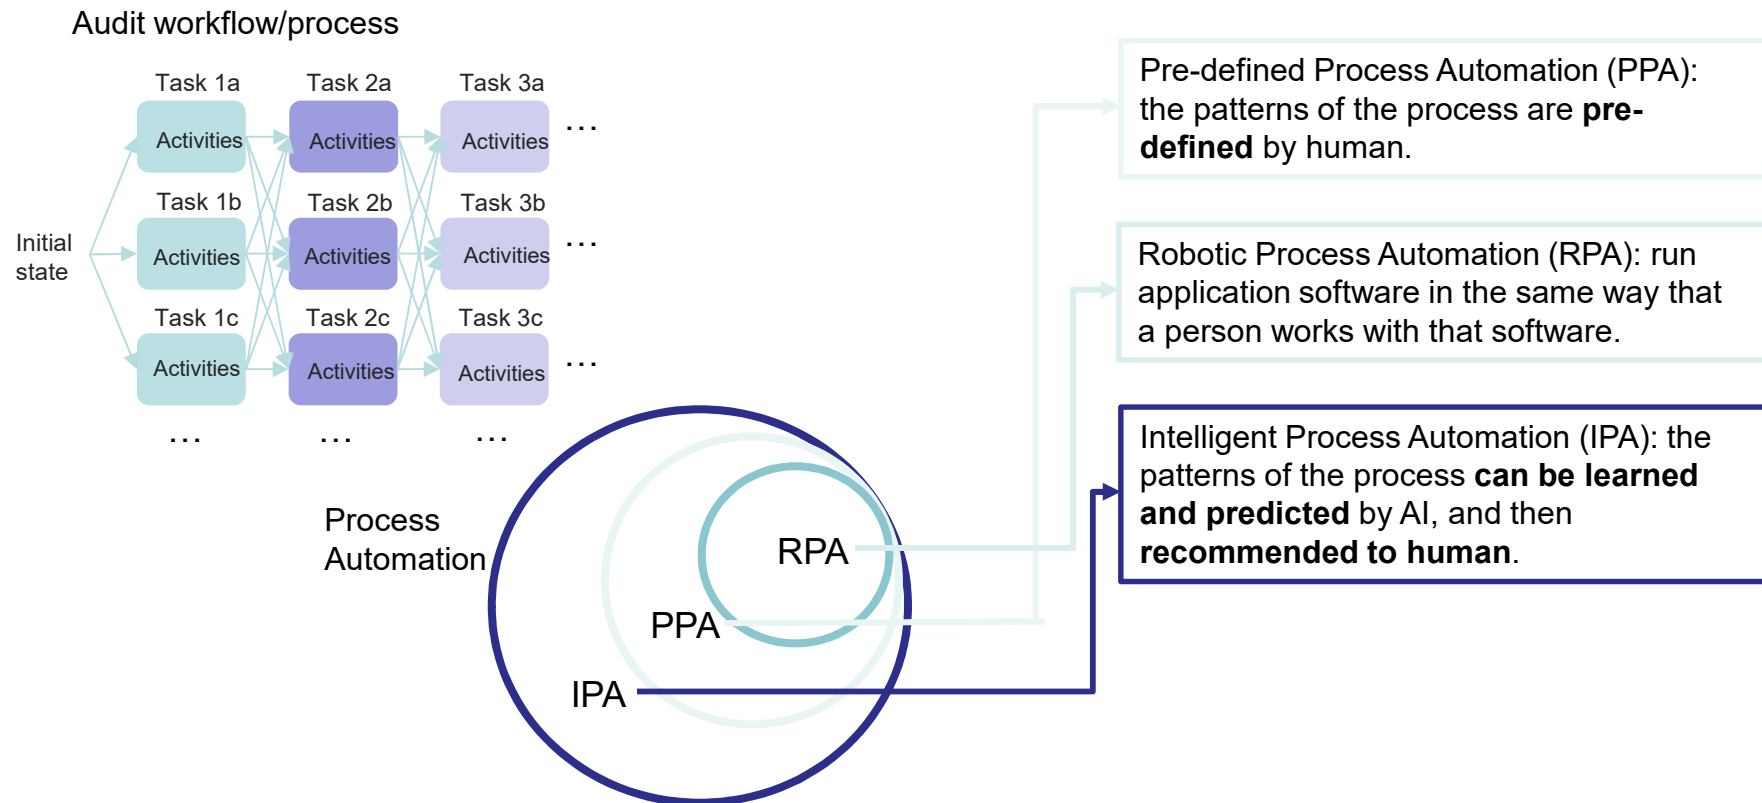 Audit workflow/process
Task 1a
Task 2a
Task 3a
Activities
Activities
Activities
...
Task 1b
Task 2b
Task 3b
Initial
state
Activities
Activities
Activities
...
Task 1c
Task 2c
Task 3c
Activities
Activities
Activities
...
...
...
...
Process
Automation
RPA
PPA
IPA
Pre-defined Process Automation (PPA):
the patterns of the process are pre-
defined by human.
Robotic Process Automation (RPA): run
application software in the same way that
a person works with that software.
Intelligent Process Automation (IPA): the
patterns of the process can be learned
and predicted by AI, and then
recommended to human.